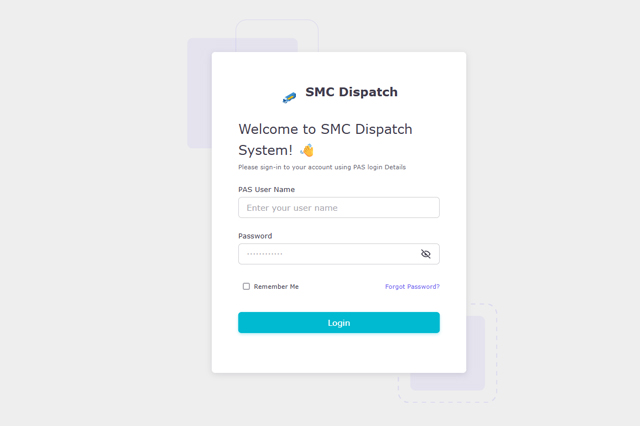 SMC Dispatch
Welcome to SMC Dispatch
System! 👋
Please sign-in to your account using PAS login Details
PAS User Name
Enter your user name
Password
············
Remember Me
Forgot Password?
Login